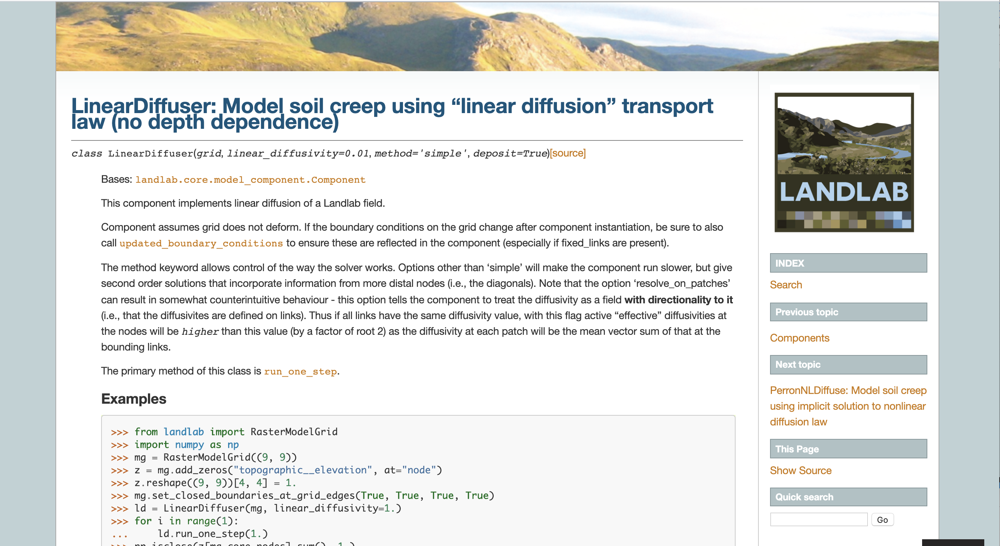 LinearDiffuser: Model soil creep using “linear diffusion” transport
law (no depth dependence)
class LinearDiffuser(grid, linear_diffusivity=0.01, method='simple', deposit=True)[source]
Bases: landlab.core.model_component.Component
This component implements linear diffusion of a Landlab field.
Component assumes grid does not deform. If the boundary conditions on the grid change after component instantiation, be sure to also
call updated_boundary_conditions to ensure these are reflected in the component (especially if fixed_links are present).
The method keyword allows control of the way the solver works. Options other than ‘simple’ will make the component run slower, but give
second order solutions that incorporate information from more distal nodes (i.e., the diagonals). Note that the option ‘resolve_on_patches’
can result in somewhat counterintuitive behaviour - this option tells the component to treat the diffusivity as a field with directionality to it
(i.e., that the diffusivites are defined on links). Thus if all links have the same diffusivity value, with this flag active “effective” diffusivities at
the nodes will be higher than this value (by a factor of root 2) as the diffusivity at each patch will be the mean vector sum of that at the
bounding links.
The primary method of this class is run_one_step.
Examples
>>> from landlab import RasterModelGrid
>>> import numpy as np
>>> mg = RasterModelGrid((9, 9))
>>> z = mg.add_zeros("topographic__elevation", at="node")
>>> z.reshape((9, 9))[4, 4] = 1.
>>> mg.set_closed_boundaries_at_grid_edges(True, True, True, True)
>>> ld = LinearDiffuser(mg, linear_diffusivity=1.)
>>> for i in range(1):
...     ld.run_one_step(1.)
>>> np.isclose(z[mg.core_nodes].sum(), 1.)
LANDLAB
INDEX
Search
Previous topic
Components
Next topic
PerronNLDiffuse: Model soil creep
using implicit solution to nonlinear
diffusion law
This Page
Show Source
Quick search
Go